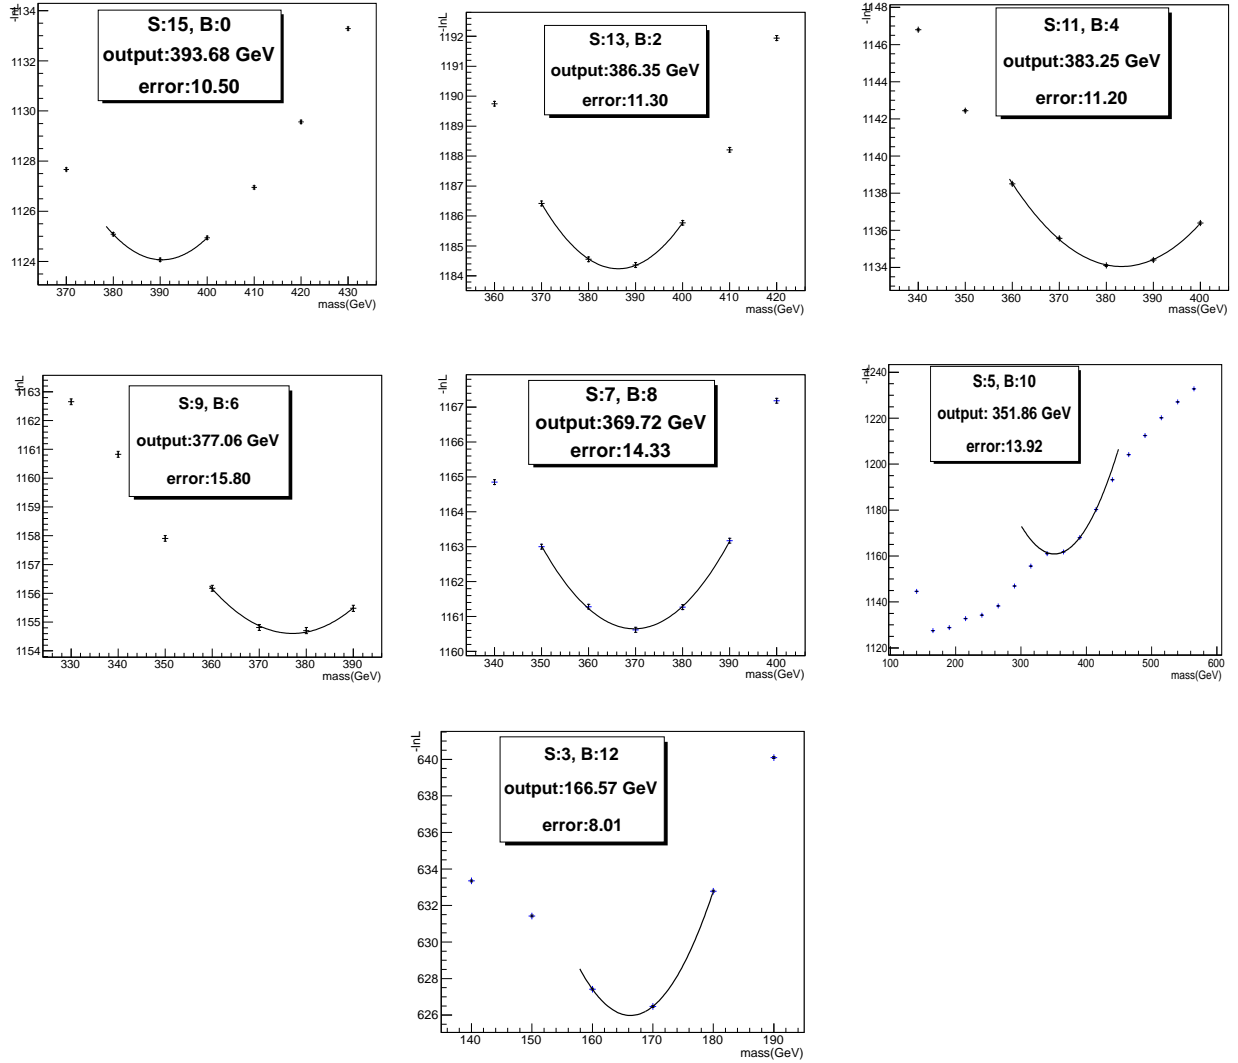 -lnL
1134
S:15, B:0
1133
output:393.68 GeV
error:10.50
1130
1128
1124
370 380 390 400 410 420 430
mass(GeV)
-lnL
1192
S:13, B:2
output:386.35 GeV
1190
error:11.30
1189
1188
1187
1186
1185
1184
360 370 380 390 400 410 420
mass(GeV)
-lnL
1148
S:11, B:4
1146
output:383.25 GeV
1144
error:11.20
1142
1140
1138
1136
1134
340 350 360 370 380 390 400
mass(GeV)
-lnL
1163
S:9, B:6
1162
output:377.06 GeV
1161
1160
error:15.80
1159
1158
1157
1156
1155
1154
330 340 350 360 370 380 390
mass(GeV)
-lnL
S:7, B:8
1167
output:369.72 GeV
1166
error:14.33
1165
1164
1163
1162
1161
1160
340 350 360 370 380 390 400
mass(GeV)
-lnL
1240
S:5, B:10
output: 351.86 GeV
1220
error:13.92
1200
1180
1160
1140
1120
100 200 300 400 500 600
mass(GeV)
-lnL
640
S:3, B:12
638
output:166.57 GeV
636
error:8.01
634
632
630
628
626
140 150 160 170 180 190
mass(GeV)